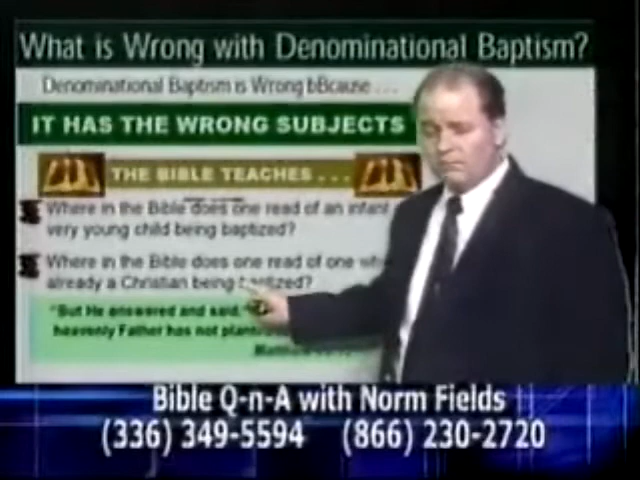 What is Wrong with Denominational Baptism?
Denominational Baptism is Wrong bBcause . . .
IT HAS THE WRONG SUBJECTS
THE BIBLE TEACHES . . .
Where in the Bible does one read of an infant
very young child being baptized?
Where in the Bible does one read of one who
already a Christian being baptized?
"But He answered and said,
heavenly Father has not
Bible Q-n-A with Norm Fields
(336) 349-5594 (866) 230-2720